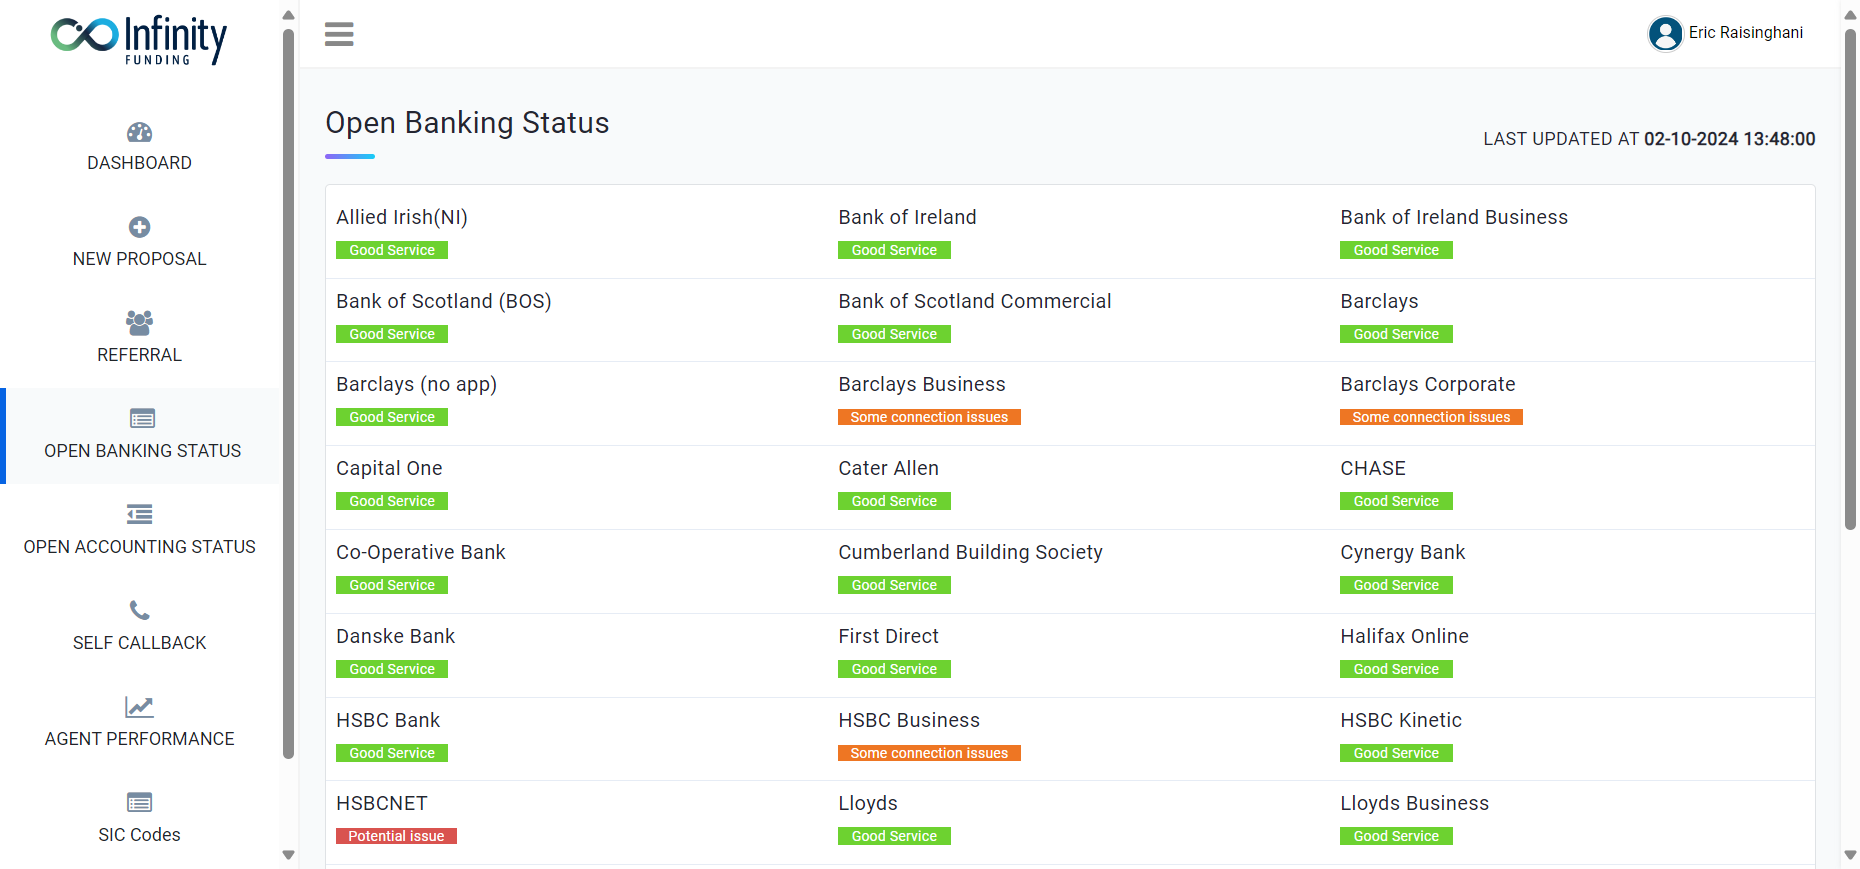 Infinity
FUNDING
Eric Raisinghani
DASHBOARD
NEW PROPOSAL
REFERRAL
OPEN BANKING STATUS
OPEN ACCOUNTING STATUS
SELF CALLBACK
AGENT PERFORMANCE
SIC Codes
Open Banking Status
LAST UPDATED AT 02-10-2024 13:48:00
Allied Irish(NI)
Good Service
Bank of Ireland
Good Service
Bank of Ireland Business
Good Service
Bank of Scotland (BOS)
Good Service
Bank of Scotland Commercial
Good Service
Barclays
Good Service
Barclays (no app)
Good Service
Barclays Business
Some connection issues
Barclays Corporate
Some connection issues
Capital One
Good Service
Cater Allen
Good Service
CHASE
Good Service
Co-Operative Bank
Good Service
Cumberland Building Society
Good Service
Cynergy Bank
Good Service
Danske Bank
Good Service
First Direct
Good Service
Halifax Online
Good Service
HSBC Bank
Good Service
HSBC Business
Some connection issues
HSBC Kinetic
Good Service
HSBCNET
Potential issue
Lloyds
Good Service
Lloyds Business
Good Service